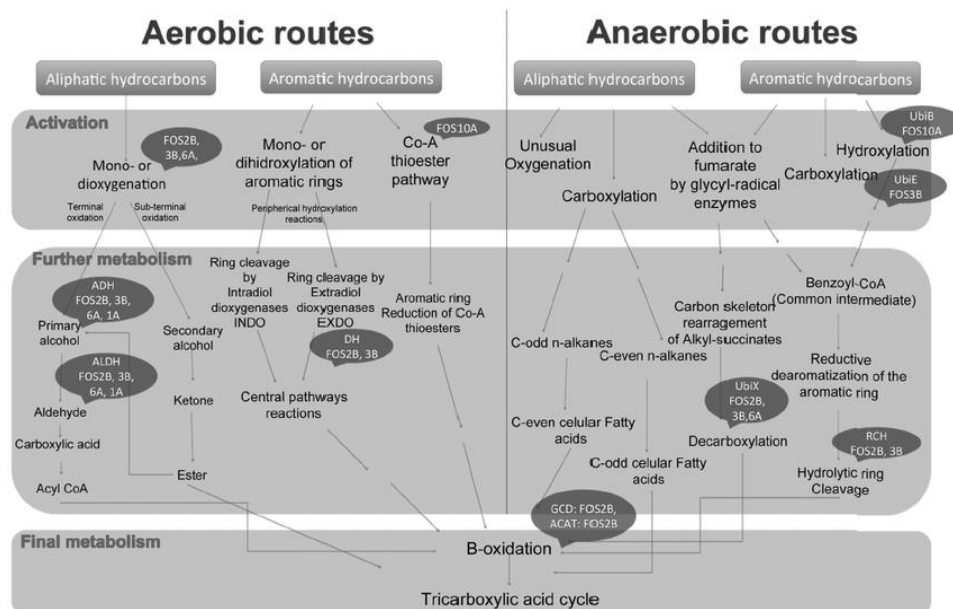 Aerobic routes
Anaerobic routes
Aliphatic hydrocarbons
Aromatic hydrocarbons
Aliphatic hydrocarbons
Aromatic hydrocarbons
Activation
FOS2B,
3B,6A,
Mono- or
dioxygenation
Terminal
oxidation
Sub-terminal
oxidation
Mono- or
dihidroxylation of
aromatic rings
Peripherical hydroxylation
reactions
FOS10A
Co-A
thioester
pathway
Unusual
Oxygenation
Carboxylation
Addition to
fumarate
by glycyl-radical
enzymes
Carboxylation
UbiB
FOS10A
Hydroxylation
UbiE
FOS3B
Further metabolism
ADH
FOS2B, 3B,
6A, 1A
Primary
alcohol
ALDH
FOS2B, 3B,
6A, 1A
Aldehyde
Carboxylic acid
Acyl CoA
Secondary
alcohol
Ketone
Ester
Ring cleavage
by
Intradiol
dioxygenases
INDO
Ring cleavage by
Extradiol
dioxygenases
EXDO
DH
FOS2B, 3B
Central pathways
reactions
Aromatic ring
Reduction of Co-A
thioesters
C-odd n-alkanes
C-even n-alkanes
C-even celular Fatty
acids
C-odd celular Fatty
acids
Carbon skeleton
rearragement
of Alkyl-succinates
UbiX
FOS2B,
3B,6A
Decarboxylation
Benzoyl-CoA
(Common intermediate)
Reductive
dearomatization of the
aromatic ring
RCH
FOS2B, 3B
Hydrolytic ring
Cleavage
Final metabolism
GCD: FOS2B,
ACAT: FOS2B
B-oxidation
Tricarboxylic acid cycle